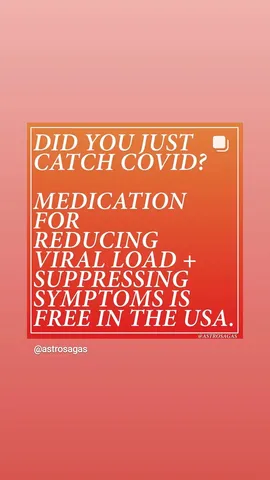 DID YOU JUST
CATCH COVID?
MEDICATION
FOR
REDUCING
VIRAL LOAD +
SUPPRESSING
SYMPTOMS IS
FREE IN THE USA.
@ASTROSAGAS
@astrosagas